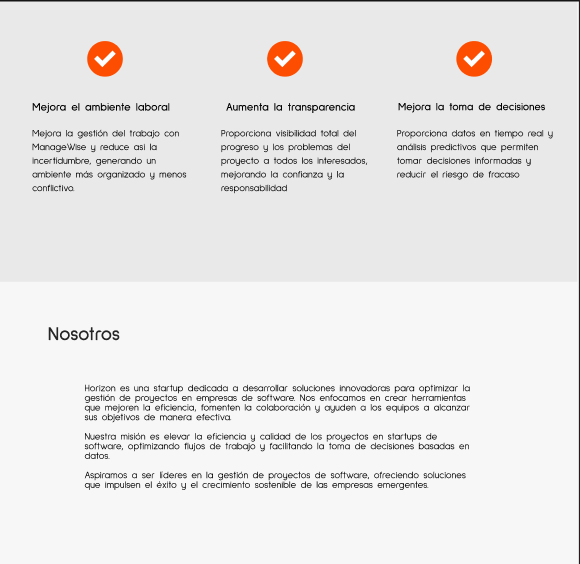 Mejora el ambiente laboral
Mejora la gestión del trabajo con
ManageWise y reduce asi la
incertidumbre, generando un
ambiente más organizado y menos
conflictivo.
Aumenta la transparencia
Proporciona visibilidad total del
progreso y los problemas del
proyecto a todos los interesados,
mejorando la confianza y la
responsabilidad
Mejora la toma de decisiones
Proporciona datos en tiempo real y
análisis predictivos que permiten
tomar decisiones informadas y
reducir el riesgo de fracaso
Nosotros
Horizon es una startup dedicada a desarrollar soluciones innovadoras para optimizar la
gestión de proyectos en empresas de software. Nos enfocamos en crear herramientas
que mejoren la eficiencia, fomenten la colaboración y ayuden a los equipos a alcanzar
sus objetivos de manera efectiva.
Nuestra misión es elevar la eficiencia y calidad de los proyectos en startups de
software, optimizando flujos de trabajo y facilitando la toma de decisiones basadas en
datos.
Aspiramos a ser líderes en la gestión de proyectos de software, ofreciendo soluciones
que impulsen el éxito y el crecimiento sostenible de las empresas emergentes.